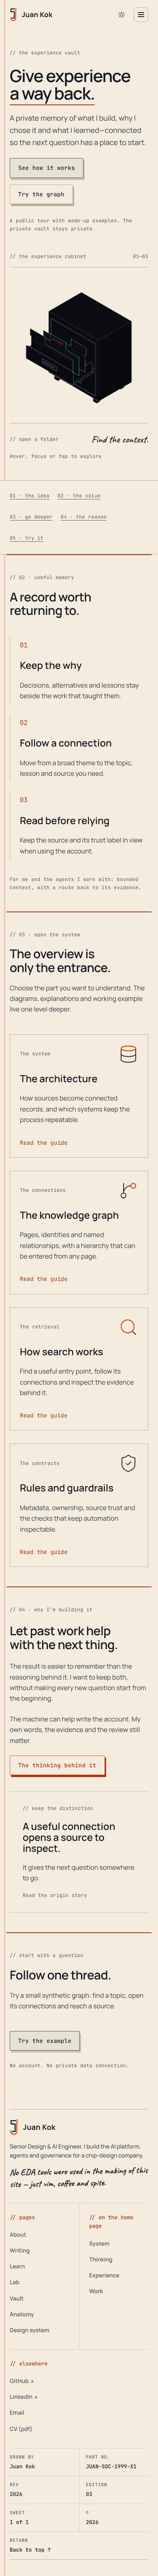 Juan Kok
// the experience vault
Give experience
a way back.
A private memory of what I build, why I
chose it and what I learned—connected
so the next question has a place to start.
See how it works
Try the graph
A public tour with made-up examples. The
private vault stays private.
// the experience cabinet 01–03
// open a folder Find the context.
Hover, focus or tap to explore
01 · the idea 02 · the value
03 · go deeper 04 · the reason
05 · try it
// 02 · useful memory
A record worth
returning to.
01
Keep the why
Decisions, alternatives and lessons stay
beside the work that taught them.
02
Follow a connection
Move from a broad theme to the topic,
lesson and source you need.
03
Read before relying
Keep the source and its trust label in view
when using the account.
For me and the agents I work with: bounded
context, with a route back to its evidence.
// 03 · open the system
The overview is
only the entrance.
Choose the part you want to understand. The
diagrams, explanations and working example
live one level deeper.
The system
The architecture
How sources become connected
records, and which systems keep the
process repeatable.
Read the guide
The connections
The knowledge graph
Pages, identities and named
relationships, with a hierarchy that can
be entered from any page.
Read the guide
The retrieval
How search works
Find a useful entry point, follow its
connections and inspect the evidence
behind it.
Read the guide
The contracts
Rules and guardrails
Metadata, ownership, source trust and
the checks that keep automation
inspectable.
Read the guide
// 04 · why I'm building it
Let past work help
with the next thing.
The result is easier to remember than the
reasoning behind it. I want to keep both,
without making every new question start from
the beginning.
The machine can help write the account. My
own words, the evidence and the review still
matter.
The thinking behind it
// keep the distinction
A useful connection
opens a source to
inspect.
It gives the next question somewhere
to go.
Read the origin story
// start with a question
Follow one thread.
Try a small synthetic graph: find a topic, open
its connections and reach a source.
Try the example
No account. No private data connection.
Juan Kok
Senior Design & AI Engineer. I build the AI platform,
agents and governance for a chip-design company.
No EDA tools were used in the making of this
site – just vim, coffee and spite.
// pages
About
Writing
Learn
Lab
Vault
Anatomy
Design system
// on the home
page
System
Thinking
Experience
Work
// elsewhere
GitHub ↗
LinkedIn ↗
Email
CV (pdf)
DRAWN BY
Juan Kok
PART NO.
JUAN-SOC-1999-X1
REV
2026
EDITION
03
SHEET
1 of 1
©
2026
RETURN
Back to top ↑